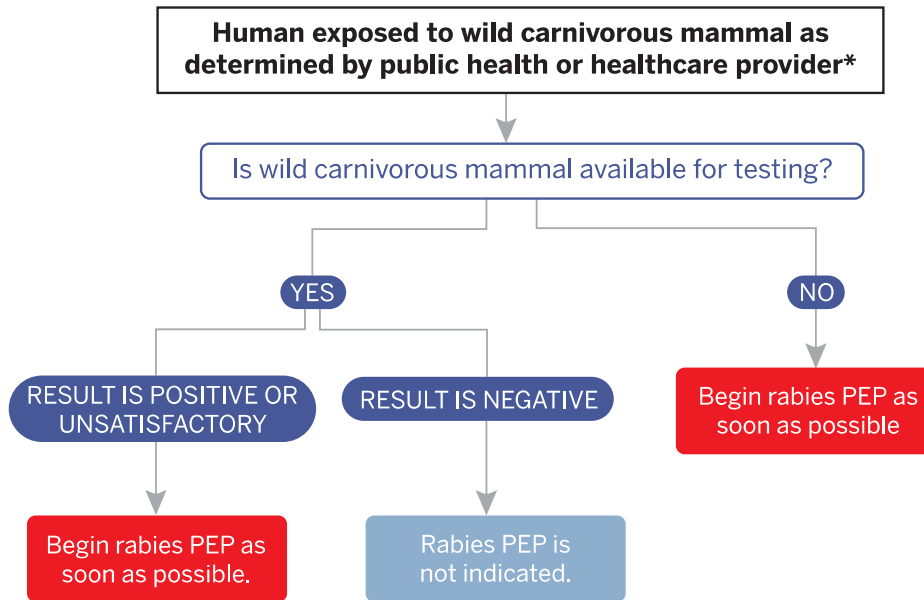 Human exposed to wild carnivorous mammal as
determined by public health or healthcare provider*
Is wild carnivorous mammal available for testing?
YES
NO
RESULT IS POSITIVE OR
UNSATISFACTORY
RESULT IS NEGATIVE
Begin rabies PEP as
soon as possible
Begin rabies PEP as
soon as possible.
Rabies PEP is
not indicated.